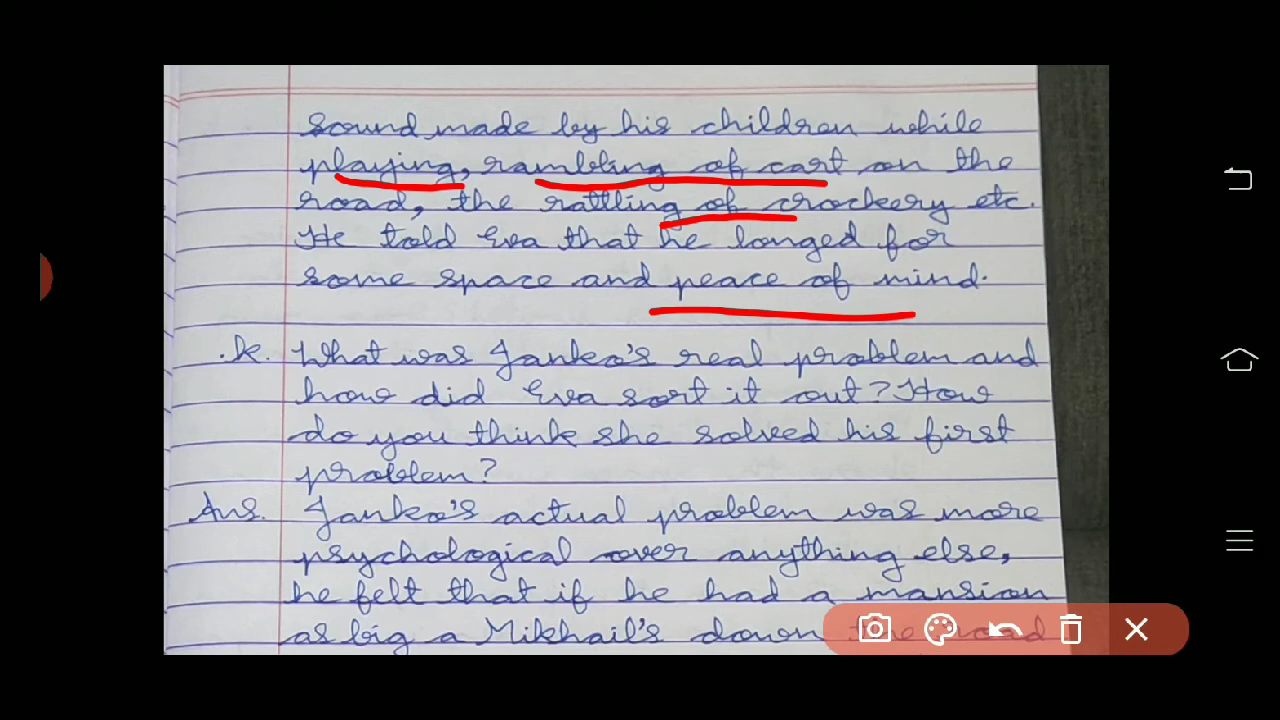 sound made by his children while
playing, rambling of cart on the
road, the rattling of crockery etc.
He told Eva that he longed for
some space and peace of mind.
.k. What was Janko's real problem and
how did Eva sort it out? How
do you think she solved his first
problem?
Ans. Janko's actual problem was more
psychological over anything else,
he felt that if he had a mansion
as big a Mikhail's down the road